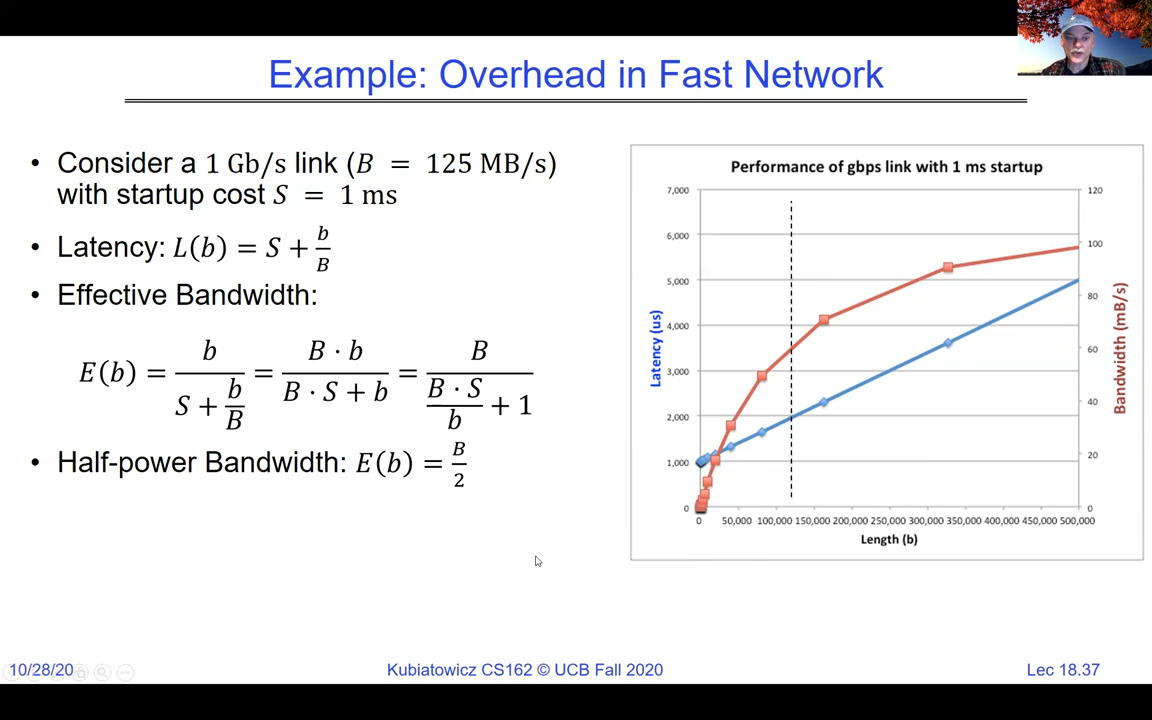 Example: Overhead in Fast Network
• Consider a 1 Gb/s link (B = 125 MB/s)
with startup cost S = 1 ms
• Latency: L(b) = S + b/B
• Effective Bandwidth:
E(b) = b/(S + b/B) = B · b/(B · S + b) = B/(B · S/b + 1)
• Half-power Bandwidth: E(b) = B/2
Performance of gbps link with 1 ms startup
7,000
6,000
5,000
4,000
3,000
2,000
1,000
0
Latency (us)
120
100
80
60
40
20
0
Bandwidth (mB/s)
0 50,000 100,000 150,000 200,000 250,000 300,000 350,000 400,000 450,000 500,000
Length (b)
10/28/20
Kubiatowicz CS162 © UCB Fall 2020
Lec 18.37